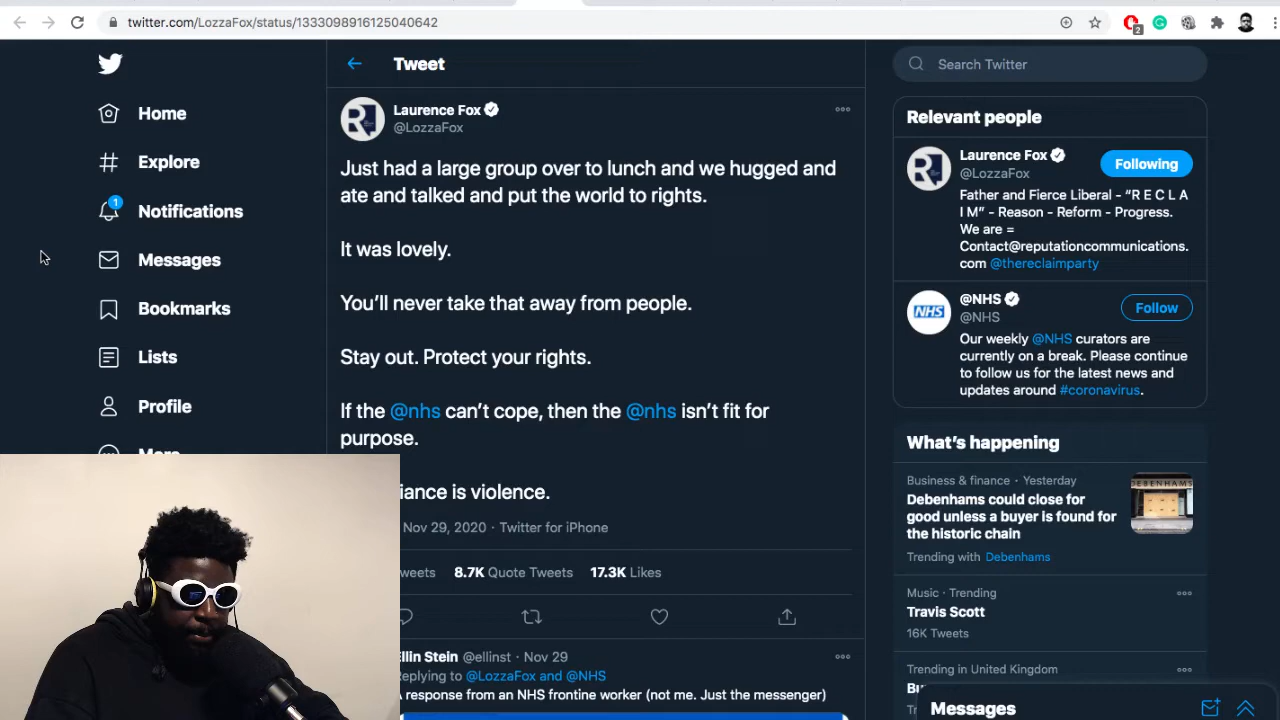 twitter.com/LozzaFox/status/1333098916125040642
2
Home
Explore
1
Notifications
Messages
Bookmarks
Lists
Profile
More
Tweet
Laurence Fox
@LozzaFox
Just had a large group over to lunch and we hugged and
ate and talked and put the world to rights.
It was lovely.
You'll never take that away from people.
Stay out. Protect your rights.
If the @nhs can't cope, then the @nhs isn't fit for
purpose.
iance is violence.
Nov 29, 2020 · Twitter for iPhone
weets 8.7K Quote Tweets 17.3K Likes
Ellin Stein @ellinst · Nov 29
Replying to @LozzaFox and @NHS
A response from an NHS frontine worker (not me. Just the messenger)
Search Twitter
Relevant people
Laurence Fox
@LozzaFox
Following
Father and Fierce Liberal - “R E C L A
I M” - Reason - Reform - Progress.
We are =
Contact@reputationcommunications.
com @thereclaimparty
NHS
@NHS
@NHS
Follow
Our weekly @NHS curators are
currently on a break. Please continue
to follow us for the latest news and
updates around #coronavirus.
What's happening
Business & finance · Yesterday
Debenhams could close for
good unless a buyer is found for
the historic chain
Trending with Debenhams
DEBENHAMS
Music · Trending
Travis Scott
16K Tweets
Trending in United Kingdom
Messages